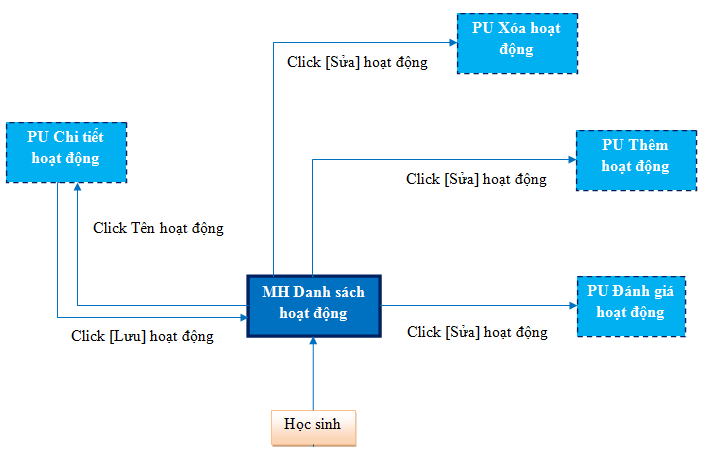 PU Xóa hoạt
động
Click [Sửa] hoạt động
PU Chi tiết
hoạt động
PU Thêm
hoạt động
Click [Sửa] hoạt động
Click Tên hoạt động
MH Danh sách
hoạt động
PU Đánh giá
hoạt động
Click [Lưu] hoạt động
Click [Sửa] hoạt động
Học sinh